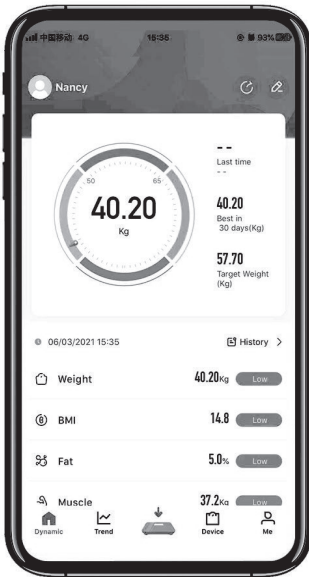 中国移动 4G 15:35 93%
Nancy
--
Last time
--
50 65
40.20
Kg
40.20
Best in
30 days(Kg)
57.70
Target Weight
(Kg)
06/03/2021 15:35 History >
Weight 40.20Kg Low
BMI 14.8 Low
Fat 5.0% Low
Muscle 37.2Kg Low
Dynamic Trend Device Me